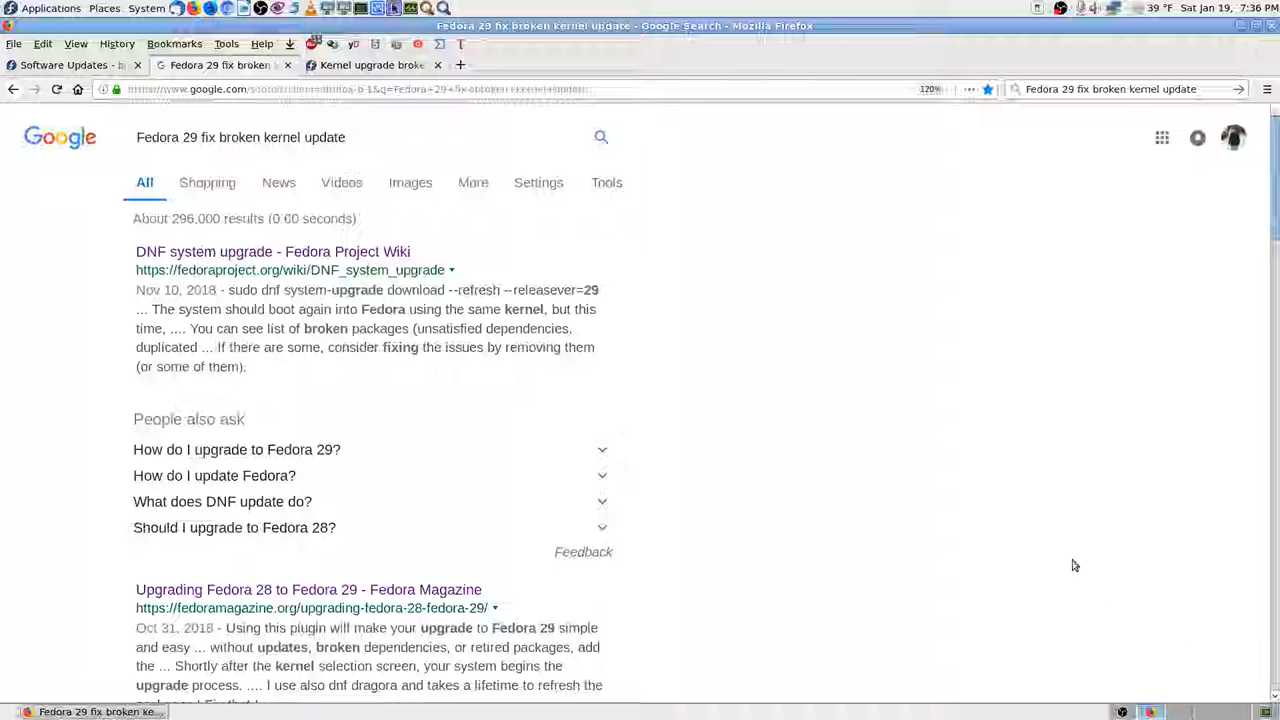 Applications Places System 39 °F Sat Jan 19, 7:36 PM
Fedora 29 fix broken kernel update - Google Search - Mozilla Firefox
File Edit View History Bookmarks Tools Help
Software Updates - Fedora 29 fix broken Kernel upgrade broke
120% Fedora 29 fix broken kernel update
Google Fedora 29 fix broken kernel update
All Shopping News Videos Images More Settings Tools
About 296,000 results (0.60 seconds)
DNF system upgrade - Fedora Project Wiki
https://fedoraproject.org/wiki/DNF_system_upgrade
Nov 10, 2018 - sudo dnf system-upgrade download --refresh --releasever=29
... The system should boot again into Fedora using the same kernel, but this
time, .... You can see list of broken packages (unsatisfied dependencies,
duplicated ... If there are some, consider fixing the issues by removing them
(or some of them).
People also ask
How do I upgrade to Fedora 29?
How do I update Fedora?
What does DNF update do?
Should I upgrade to Fedora 28?
Feedback
Upgrading Fedora 28 to Fedora 29 - Fedora Magazine
https://fedoramagazine.org/upgrading-fedora-28-fedora-29/
Oct 31, 2018 - Using this plugin will make your upgrade to Fedora 29 simple
and easy ... without updates, broken dependencies, or retired packages, add
the ... Shortly after the kernel selection screen, your system begins the
upgrade process. .... I use also dnf dragora and takes a lifetime to refresh the
Fedora 29 fix broken ke...